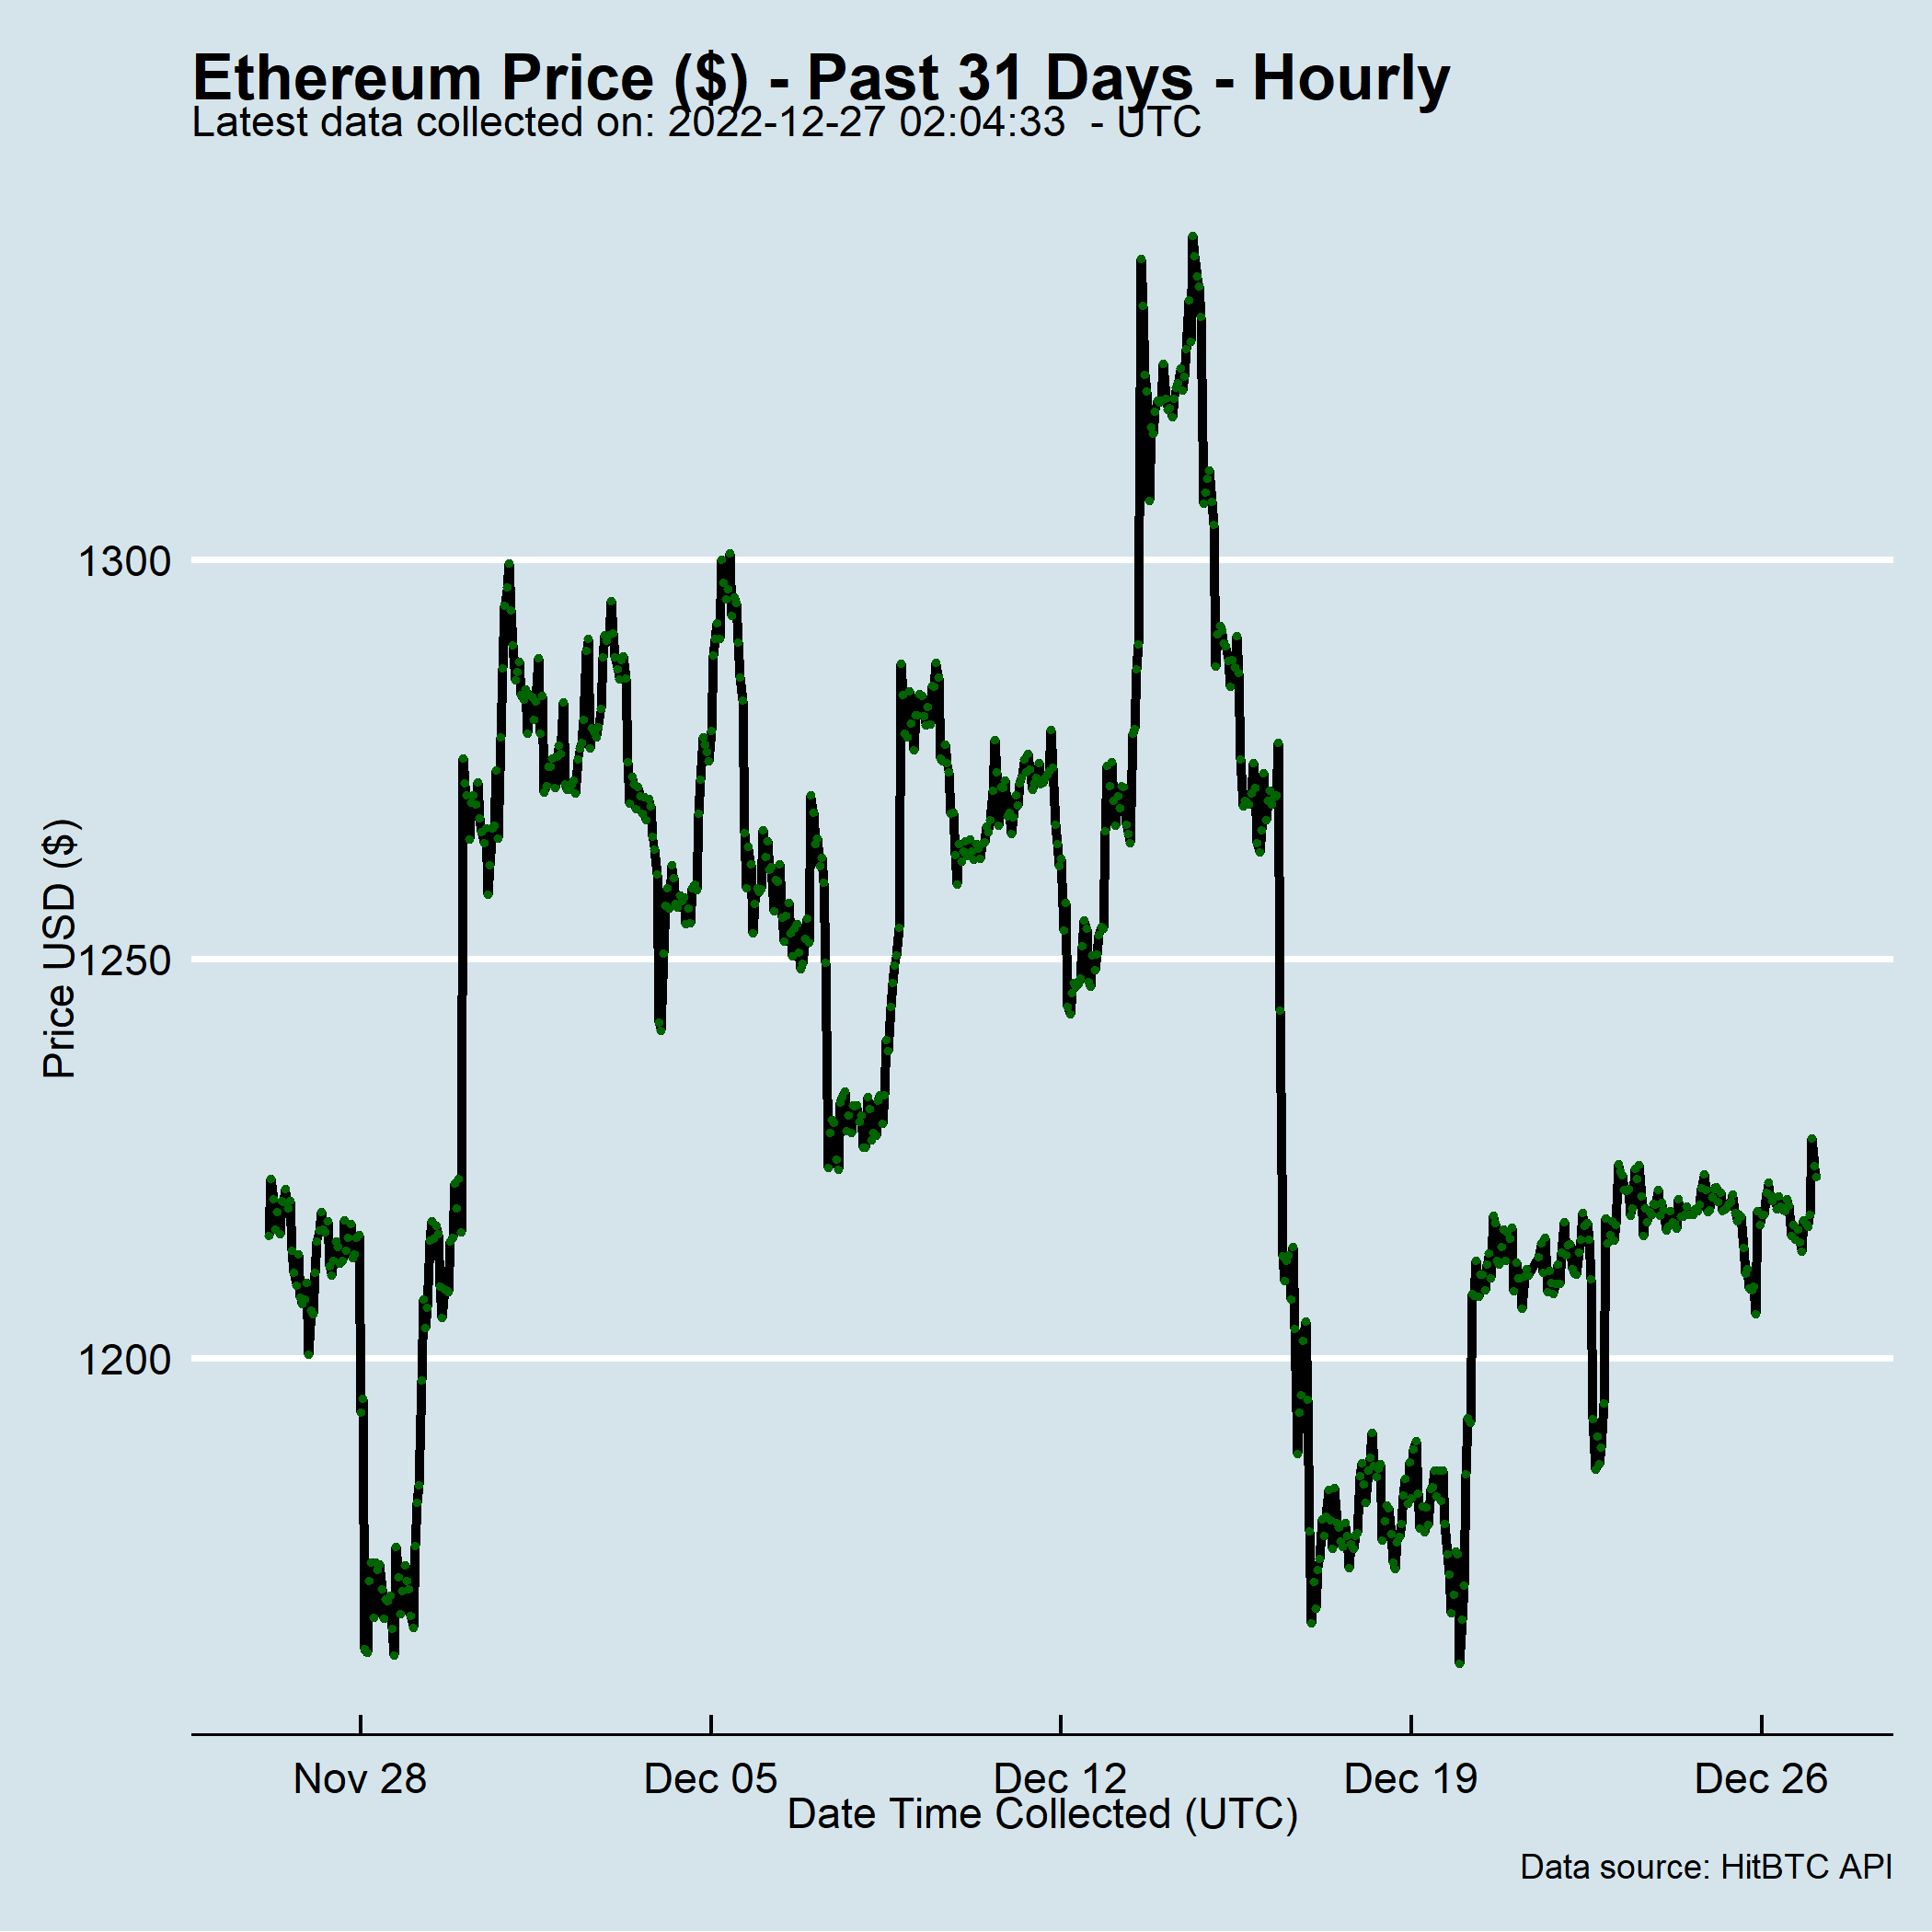 Ethereum Price ($) - Past 31 Days - Hourly
Latest data collected on: 2022-12-27 02:04:33  - UTC
1300
1250
1200
Price USD ($)
Nov 28
Dec 05
Dec 12
Dec 19
Dec 26
Date Time Collected (UTC)
Data source: HitBTC API